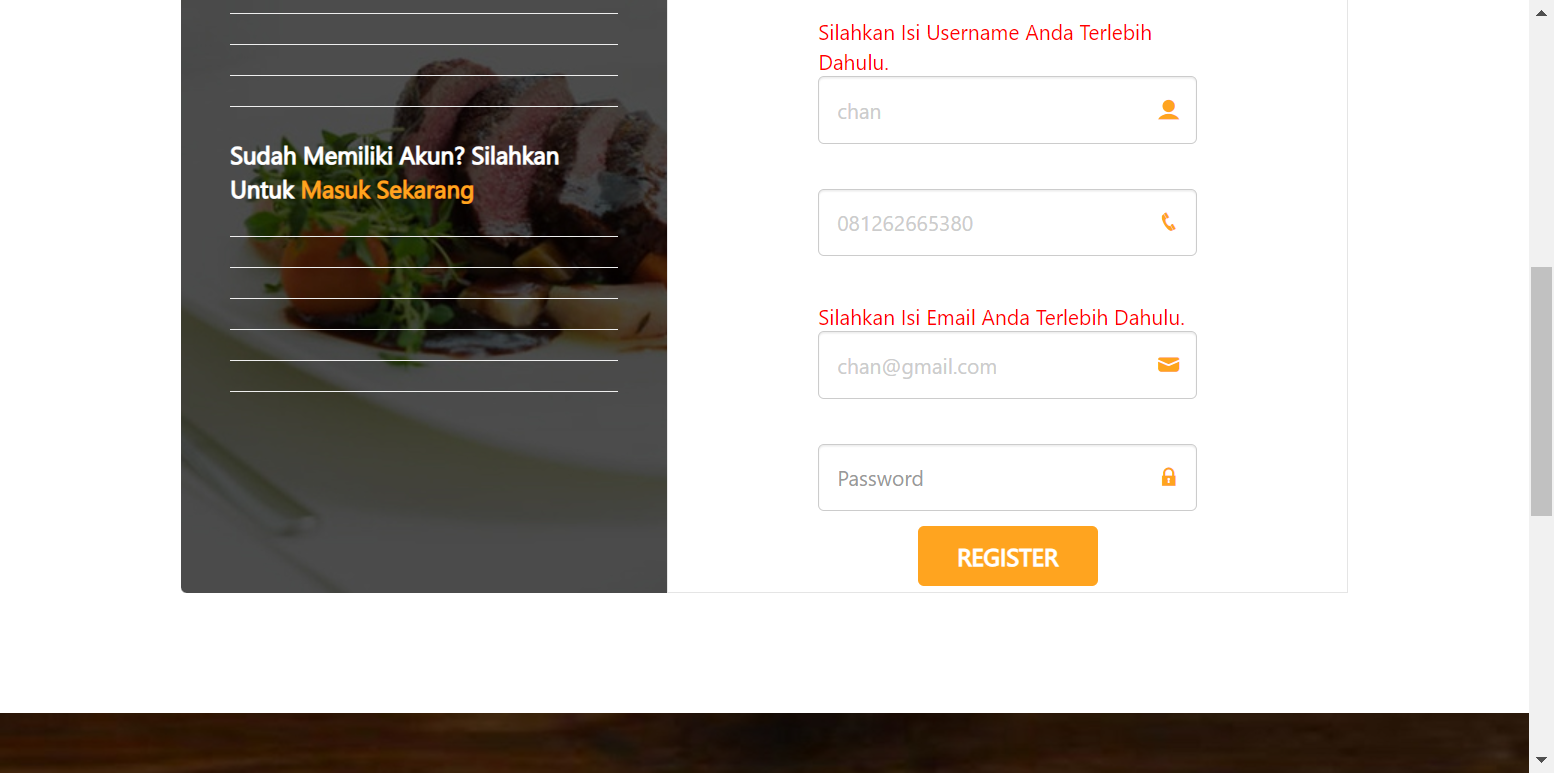 Sudah Memiliki Akun? Silahkan
Untuk Masuk Sekarang
Silahkan Isi Username Anda Terlebih
Dahulu.
chan
081262665380
Silahkan Isi Email Anda Terlebih Dahulu.
chan@gmail.com
Password
REGISTER